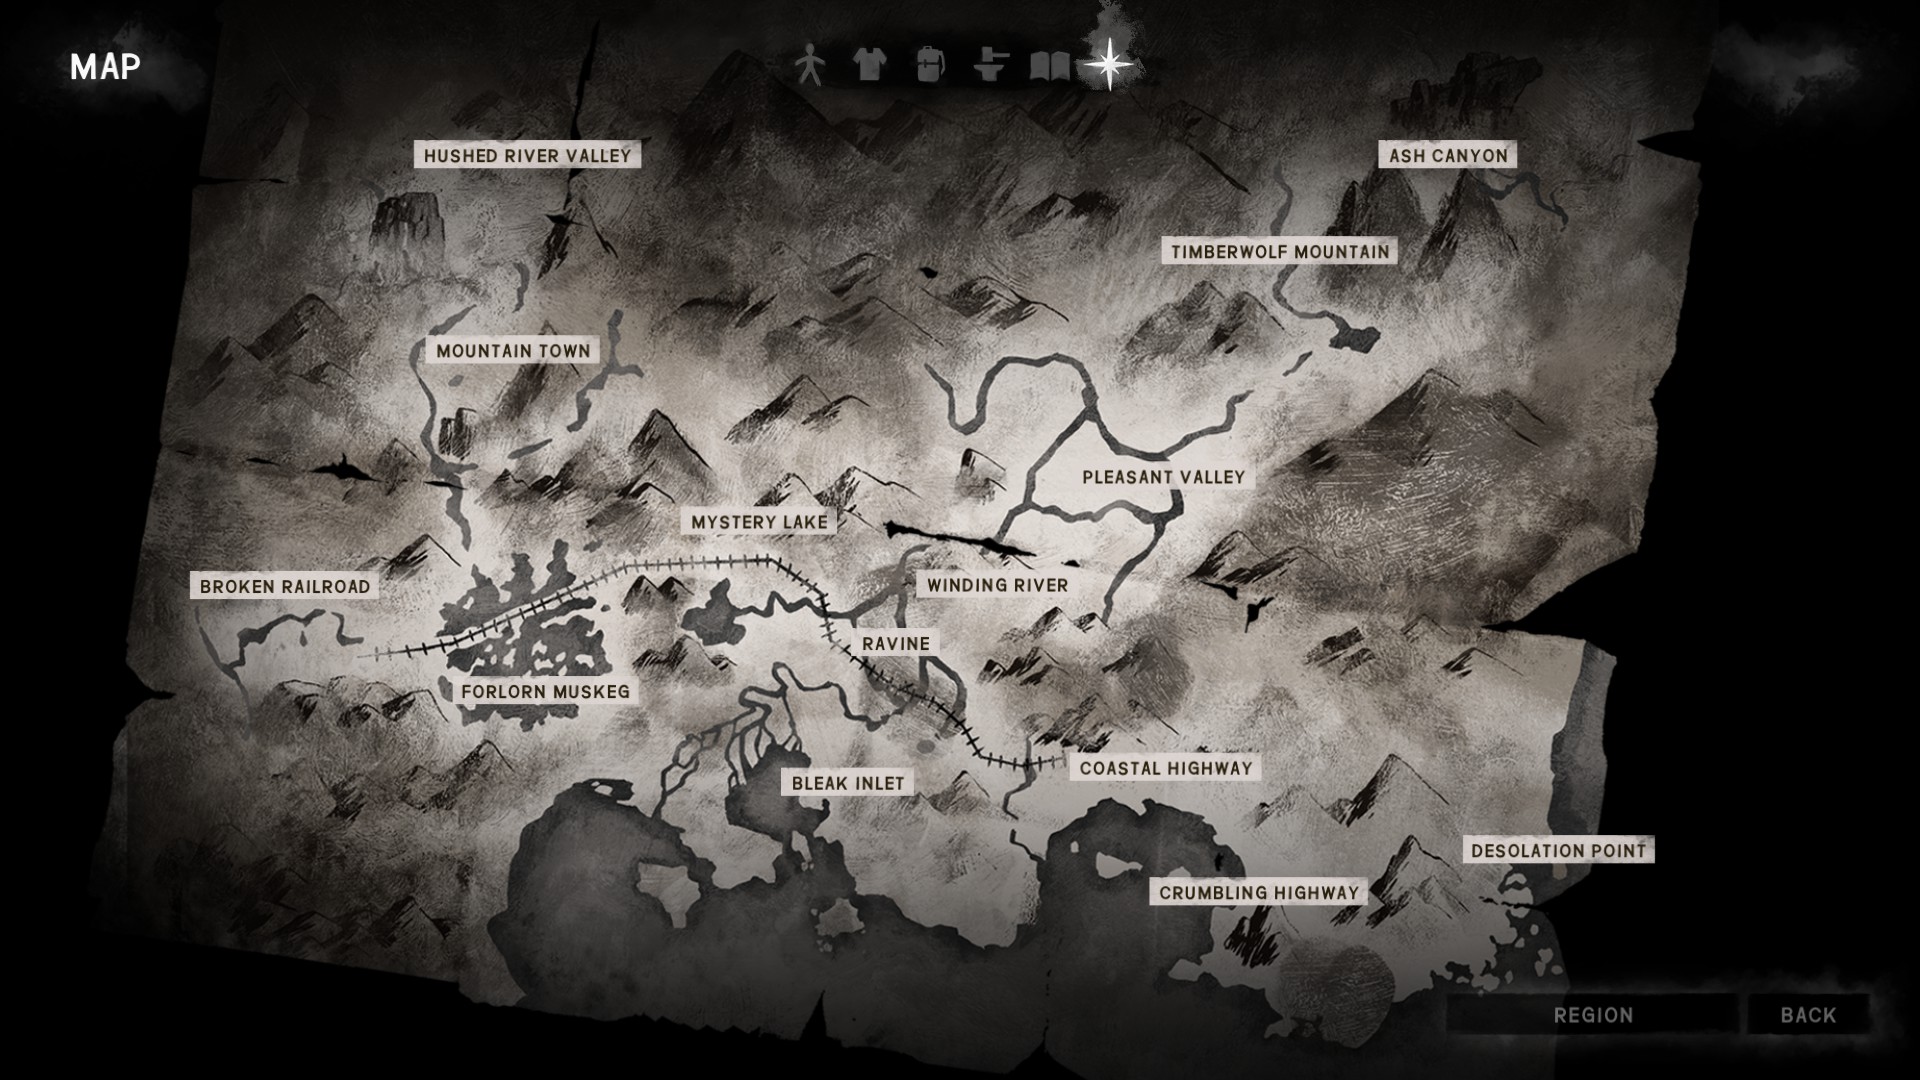 MAP
HUSHED RIVER VALLEY
ASH CANYON
TIMBERWOLF MOUNTAIN
MOUNTAIN TOWN
PLEASANT VALLEY
MYSTERY LAKE
BROKEN RAILROAD
WINDING RIVER
RAVINE
FORLORN MUSKEG
COASTAL HIGHWAY
BLEAK INLET
DESOLATION POINT
CRUMBLING HIGHWAY
REGION
BACK